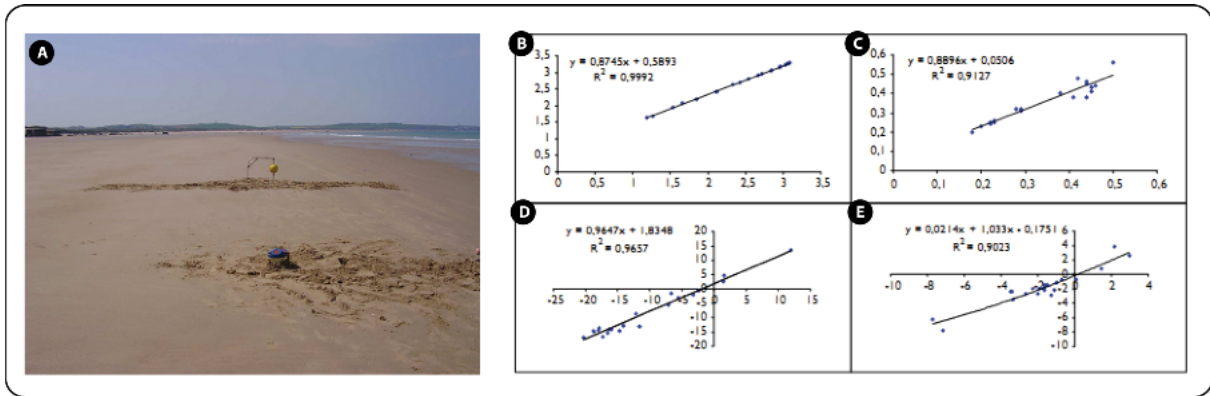 A
B
y = 0,8745x + 0,5893
R² = 0,9992
3,5
3
2,5
2
1,5
1
0,5
0
0 0,5 1 1,5 2 2,5 3 3,5
C
y = 0,8896x + 0,0506
R² = 0,9127
0,6
0,5
0,4
0,3
0,2
0,1
0
0 0,1 0,2 0,3 0,4 0,5 0,6
D
y = 0,9647x + 1,8348
R² = 0,9657
20
15
10
5
0
-5
-10
-15
-20
-25 -20 -15 -10 -5 0 5 10 15
E
y = 0,0214x + 1,033x - 0,1751
R² = 0,9023
6
4
2
0
-2
-4
-6
-8
-10
-10 -8 -6 -4 -2 0 2 4